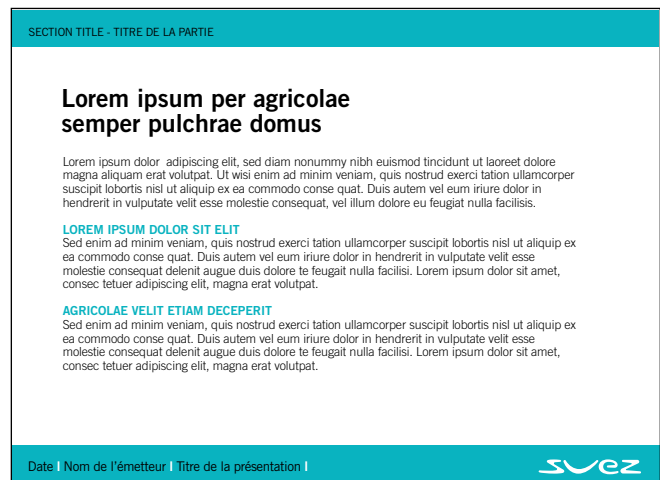 SECTION TITLE - TITRE DE LA PARTIE
Lorem ipsum per agricolae
semper pulchrae domus
Lorem ipsum dolor adipiscing elit, sed diam nonummy nibh euismod tincidunt ut laoreet dolore
magna aliquam erat volutpat. Ut wisi enim ad minim veniam, quis nostrud exerci tation ullamcorper
suscipit lobortis nisl ut aliquip ex ea commodo conse quat. Duis autem vel eum iriure dolor in
hendrerit in vulputate velit esse molestie consequat, vel illum dolore eu feugiat nulla facilisis.
LOREM IPSUM DOLOR SIT ELIT
Sed enim ad minim veniam, quis nostrud exerci tation ullamcorper suscipit lobortis nisl ut aliquip ex
ea commodo conse quat. Duis autem vel eum iriure dolor in hendrerit in vulputate velit esse
molestie consequat delenit augue duis dolore te feugait nulla facilisi. Lorem ipsum dolor sit amet,
consec tetuer adipiscing elit, magna erat volutpat.
AGRICOLAE VELIT ETIAM DECEPERIT
Sed enim ad minim veniam, quis nostrud exerci tation ullamcorper suscipit lobortis nisl ut aliquip ex
ea commodo conse quat. Duis autem vel eum iriure dolor in hendrerit in vulputate velit esse
molestie consequat delenit augue duis dolore te feugait nulla facilisi. Lorem ipsum dolor sit amet,
consec tetuer adipiscing elit, magna erat volutpat.
Date I Nom de l'émetteur I Titre de la présentation I
suez